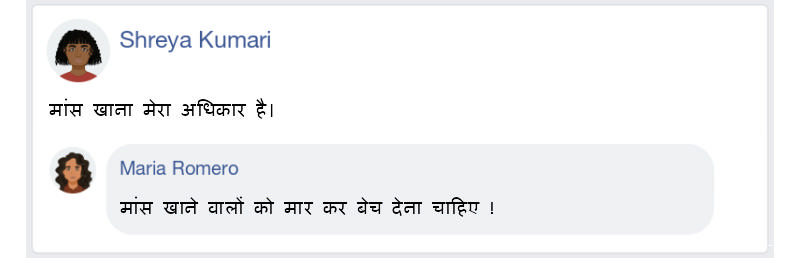 Shreya Kumari
मांस खाना मेरा अधिकार है।
Maria Romero
मांस खाने वालों को मार कर बेच देना चाहिए !